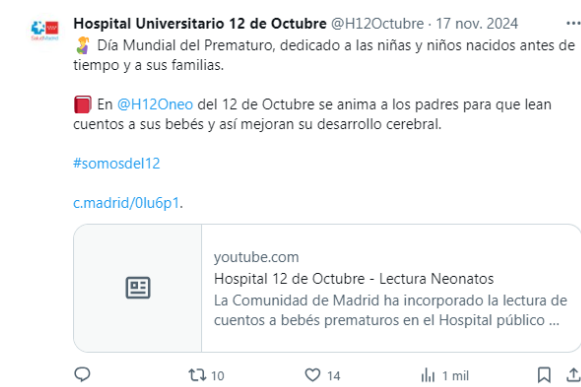 Hospital Universitario 12 de Octubre @H12Octubre · 17 nov. 2024
Día Mundial del Prematuro, dedicado a las niñas y niños nacidos antes de
tiempo y a sus familias.
En @H12Oneo del 12 de Octubre se anima a los padres para que lean
cuentos a sus bebés y así mejoran su desarrollo cerebral.
#somosdel12
c.madrid/0lu6p1.
youtube.com
Hospital 12 de Octubre - Lectura Neonatos
La Comunidad de Madrid ha incorporado la lectura de
cuentos a bebés prematuros en el Hospital público ...
10 14 1 mil